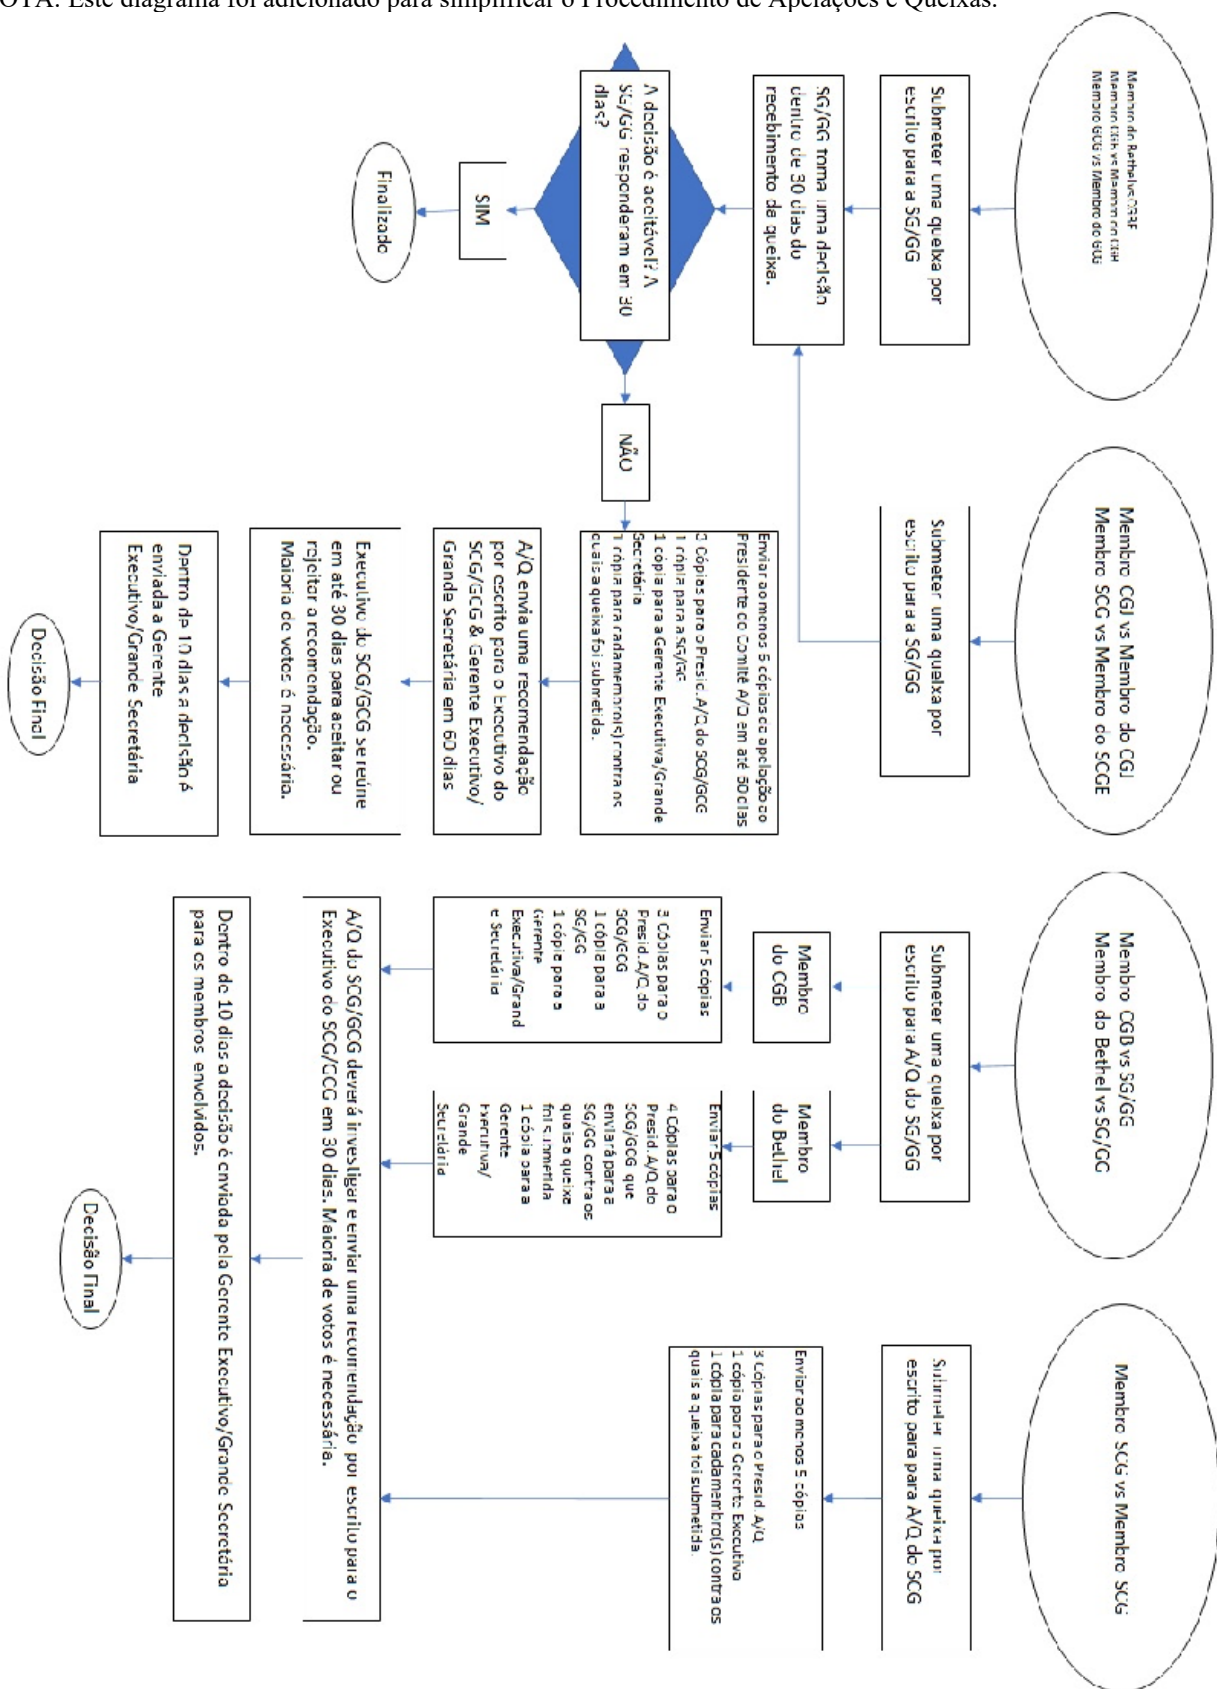 OTA: Este diagrama foi adicionado para simplificar o Procedimento de Apelações e Queixas.
Membro do Bethel vs
Membro vs Membro do
Membro GCG vs Membro do GCG
Submeter uma queixa por
escrito para a SG/GG
SG/GG toma uma decisão
dentro de 30 dias do
recebimento da queixa.
A decisão é aceitável? A
SG/GG responderam em 30
dias?
SIM
Finalizado
NÃO
Membro CGJ vs Membro do CGJ
Membro SCG vs Membro do SCGE
Submeter uma queixa por
escrito para a SG/GG
Enviar ao menos 5 cópias da apelação ao
Presidente do Comitê A/Q em até dias
3 Cópias para o Presid. A/Q do SCG/GCG
1 cópia para a
1 cópia para a Gerente Executiva/Grande
Secretária
1 cópia para cada membro(s) contra os
quais a queixa foi submetida.
A/Q envia uma recomendação
por escrito para o Executivo do
SCG/GCG & Gerente Executivo/
Grande Secretária em 60 dias
Executivo do SCG/GCG se reúne
em até 30 dias para aceitar ou
rejeitar a recomendação.
Maioria de votos é necessária.
Dentro de 10 dias a decisão é
enviada a Gerente
Executivo/Grande Secretária
Decisão Final
Membro CGB vs SG/GG
Membro do Bethel vs SG/GG
Submeter uma queixa por
escrito para A/Q do SG/GG
Membro
do CGB
Enviar 5 cópias
3 Cópias para o
Presid. A/Q do
SCG/GCG
1 cópia para a
SG/GG
1 cópia para a
Gerente
Executiva/Grand
e Secretária
Membro
do Bethel
Enviar 5 cópias
4 Cópias para o
Presid. A/Q do
SCG/GCG que
enviará para a
SG/GG contra os
quais a queixa
foi submetida
1 cópia para a
Gerente
Executiva/
Grande
Secretária
Membro SCG vs Membro SCG
Submeter uma queixa por
escrito para para A/Q do SCG
Enviar ao menos 5 cópias
3 Cópias para o Presid. A/Q
1 cópia para a Gerente Executiva
1 cópia para cada membro(s) contra os
quais a queixa foi submetida.
A/Q do SCG/GCG deverá investigar e enviar uma recomendação por escrito para o
Executivo do SCG/GCG em 30 dias. Maioria de votos é necessária.
Dentro de 10 dias a decisão é enviada pela Gerente Executivo/Grande Secretária
para os membros envolvidos.
Decisão Final